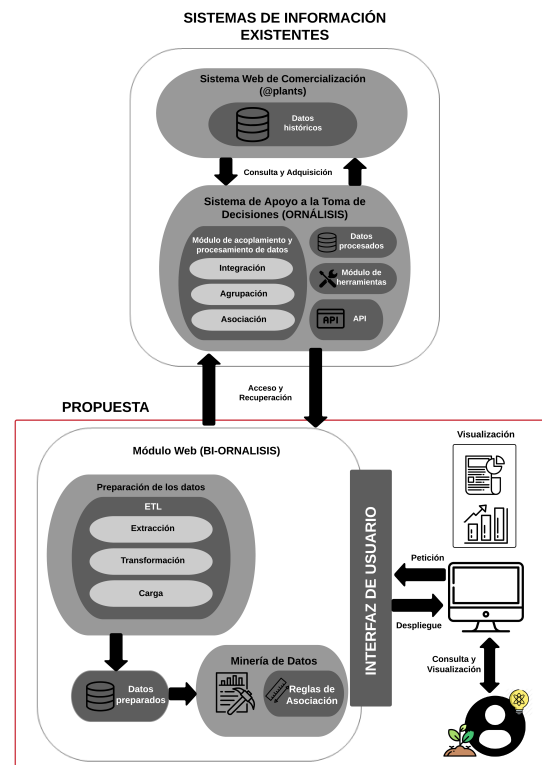 SISTEMAS DE INFORMACIÓN
EXISTENTES
Sistema Web de Comercialización
(@plants)
Datos
históricos
Consulta y Adquisición
Sistema de Apoyo a la Toma de
Decisiones (ORNÁLISIS)
Módulo de acoplamiento y
procesamiento de datos
Integración
Agrupación
Asociación
Datos
procesados
Módulo de
herramientas
API
API
Acceso y
Recuperación
PROPUESTA
Módulo Web (BI-ORNALISIS)
Preparación de los datos
ETL
Extracción
Transformación
Carga
Datos
preparados
Minería de Datos
Reglas de
Asociación
INTERFAZ DE USUARIO
Visualización
Petición
Despliegue
Consulta y
Visualización